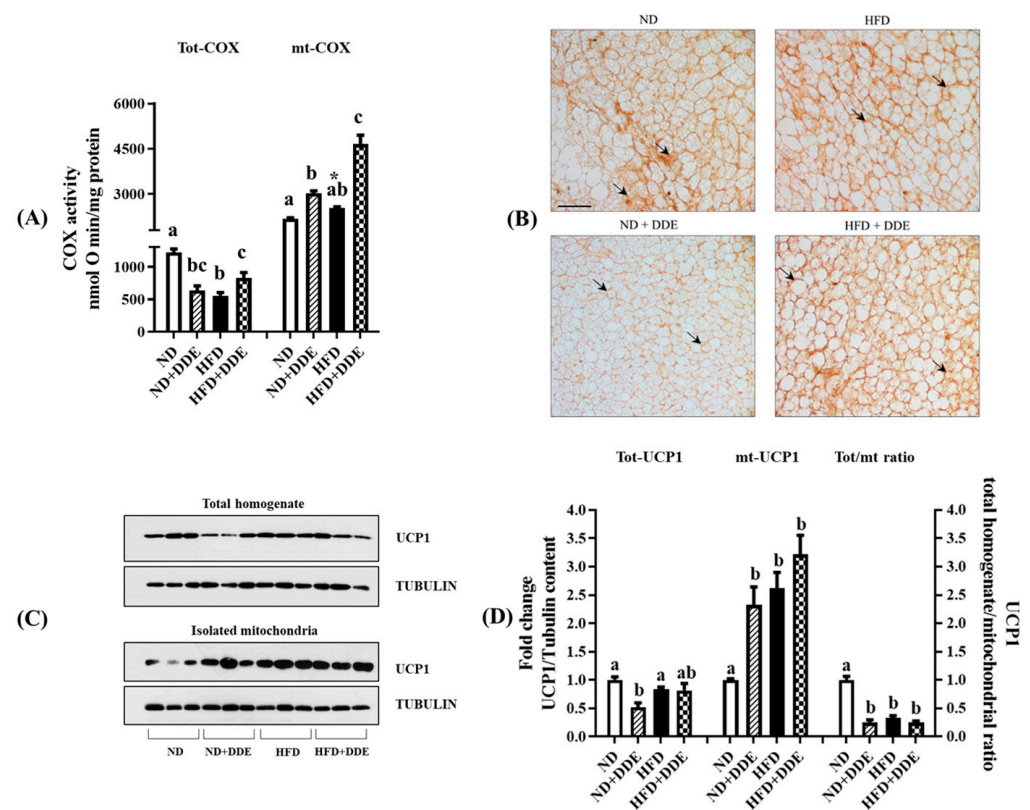 (A)
Tot-COX mt-COX
COX activity
nmol O min/mg protein
6000
4500
3000
1000
500
0
a
bc
b
c
a
b
*
ab
c
ND
ND+DDE
HFD
HFD+DDE
ND
ND+DDE
HFD
HFD+DDE
(B)
ND HFD
ND + DDE HFD + DDE
(C)
Total homogenate
UCP1
TUBULIN
Isolated mitochondria
UCP1
TUBULIN
ND ND+DDE HFD HFD+DDE
(D)
Tot-UCP1 mt-UCP1 Tot/mt ratio
Fold change
UCP1/Tubulin content
4.0
3.5
3.0
2.5
2.0
1.5
1.0
0.5
0.0
a
b
a
ab
a
b
b
b
a
b
b
b
ND
ND+DDE
HFD
HFD+DDE
ND
ND+DDE
HFD
HFD+DDE
ND
ND+DDE
HFD
HFD+DDE
4.0
3.5
3.0
2.5
2.0
1.5
1.0
0.5
0.0
UCP1
total homogenate/mitochondrial ratio